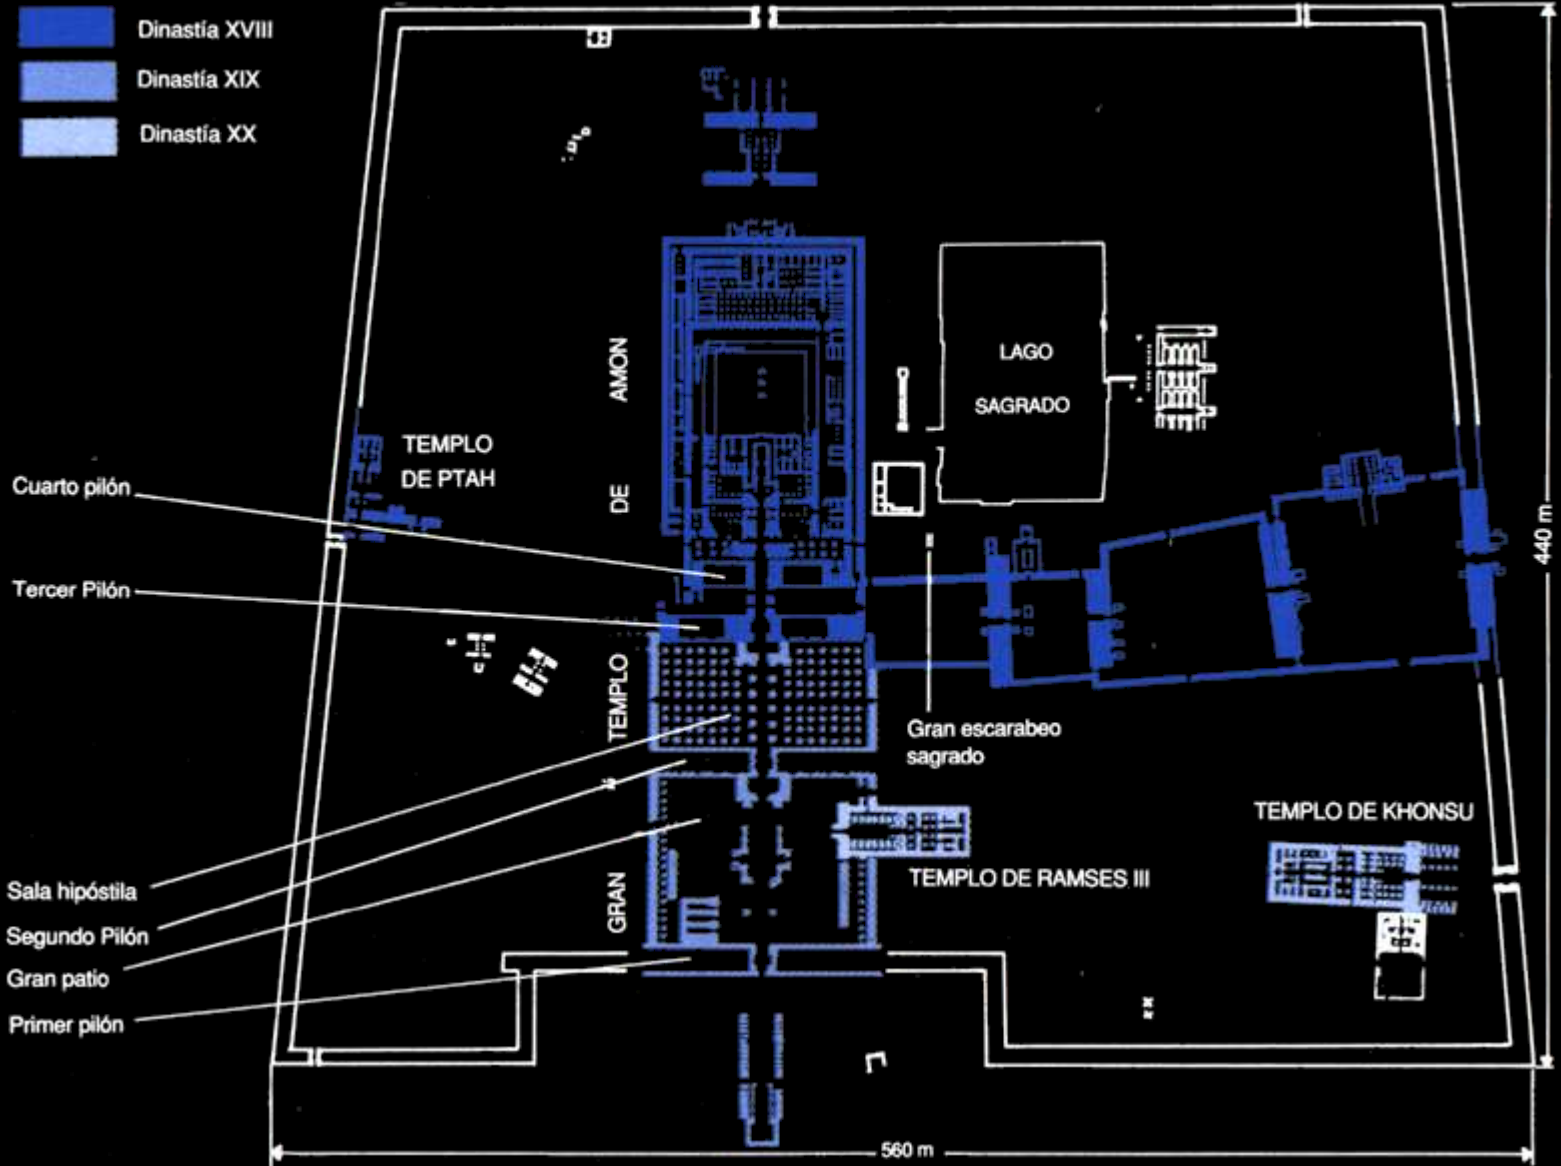 Dinastía XVIII
Dinastía XIX
Dinastía XX
LAGO
SAGRADO
TEMPLO
DE PTAH
GRAN TEMPLO DE AMON
Cuarto pilón
Tercer Pilón
440 m
Gran escarabeo
sagrado
TEMPLO DE KHONSU
TEMPLO DE RAMSES III
Sala hipóstila
Segundo Pilón
Gran patio
Primer pilón
560 m